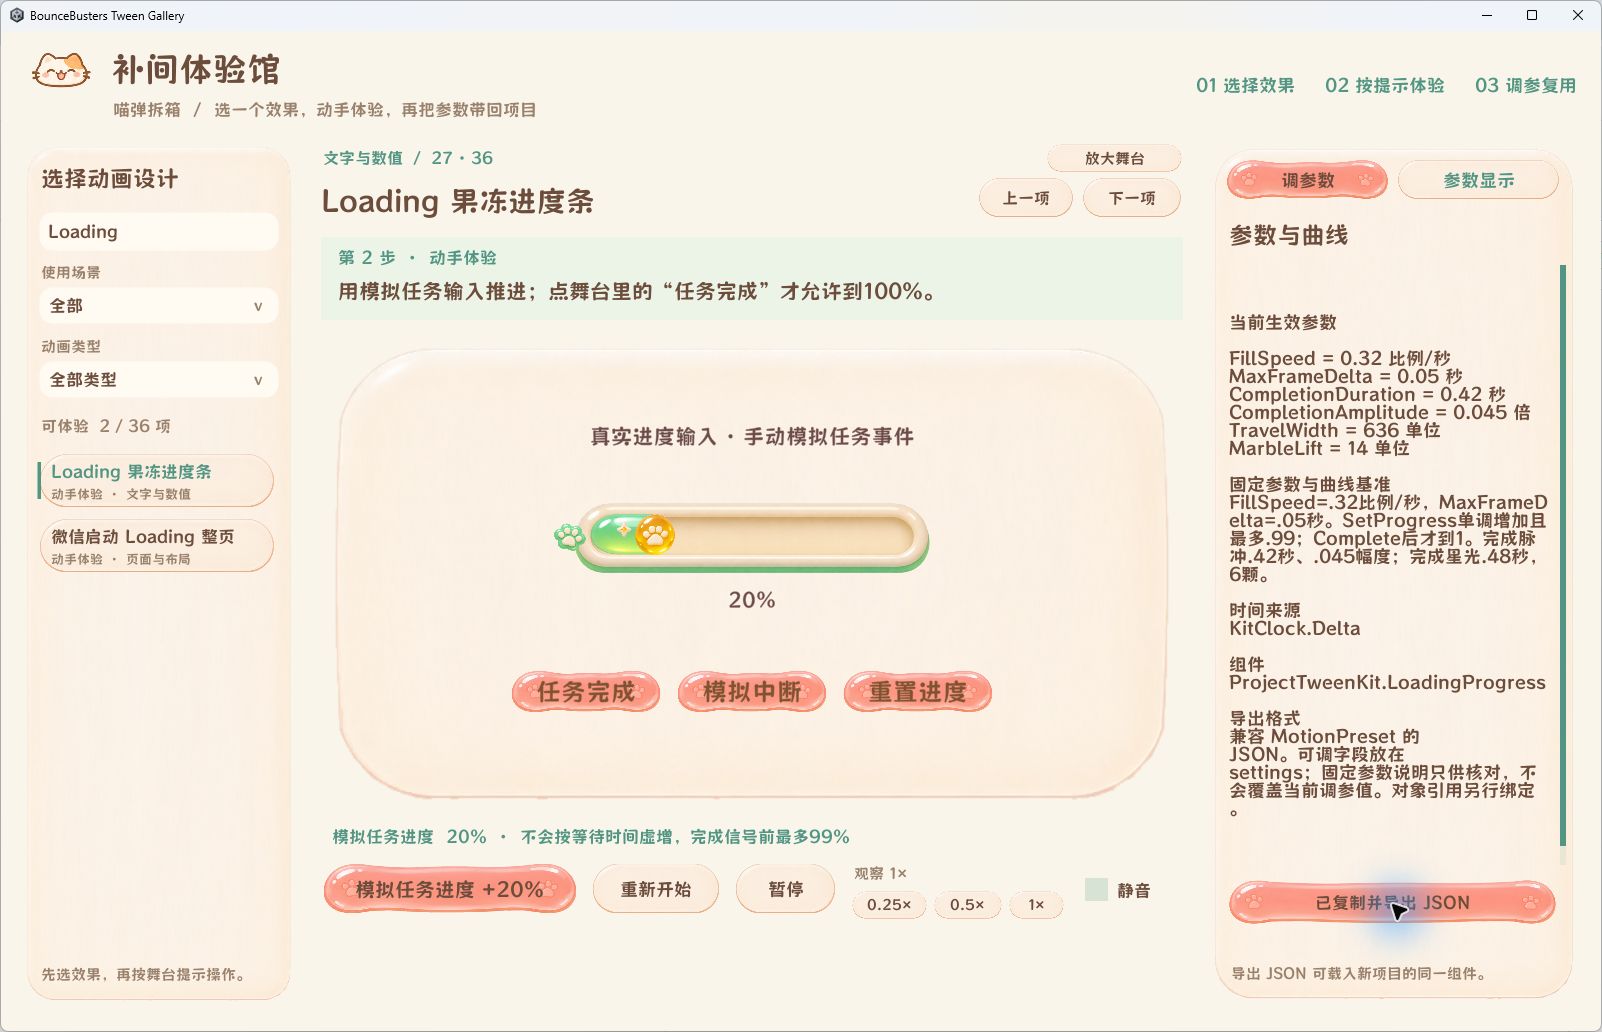 BounceBusters Tween Gallery
补间体验馆
喵弹拆箱 / 选一个效果，动手体验，再把参数带回项目
01 选择效果 02 按提示体验 03 调参复用
选择动画设计
Loading
使用场景
全部 v
动画类型
全部类型 v
可体验 2 / 36 项
Loading 果冻进度条
动手体验 · 文字与数值
微信启动 Loading 整页
动手体验 · 页面与布局
先选效果，再按舞台提示操作。
文字与数值 / 27 · 36
放大舞台
Loading 果冻进度条
上一项 下一项
第 2 步 · 动手体验
用模拟任务输入推进；点舞台里的“任务完成”才允许到100%。
真实进度输入 · 手动模拟任务事件
20%
任务完成 模拟中断 重置进度
模拟任务进度 20% · 不会按等待时间虚增，完成信号前最多99%
模拟任务进度 +20% 重新开始 暂停
观察 1×
0.25× 0.5× 1×
静音
调参数 参数显示
参数与曲线
当前生效参数
FillSpeed = 0.32 比例/秒
MaxFrameDelta = 0.05 秒
CompletionDuration = 0.42 秒
CompletionAmplitude = 0.045 倍
TravelWidth = 636 单位
MarbleLift = 14 单位
固定参数与曲线基准
FillSpeed=.32比例/秒，MaxFrameD
elta=.05秒。SetProgress单调增加且
最多.99；Complete后才到1。完成脉
冲.42秒、.045幅度；完成星光.48秒，
6颗。
时间来源
KitClock.Delta
组件
ProjectTweenKit.LoadingProgress
导出格式
兼容 MotionPreset 的
JSON。可调字段放在
settings；固定参数说明只供核对，不
会覆盖当前调参值。对象引用另行绑定
。
已复制并导出 JSON
导出 JSON 可载入新项目的同一组件。